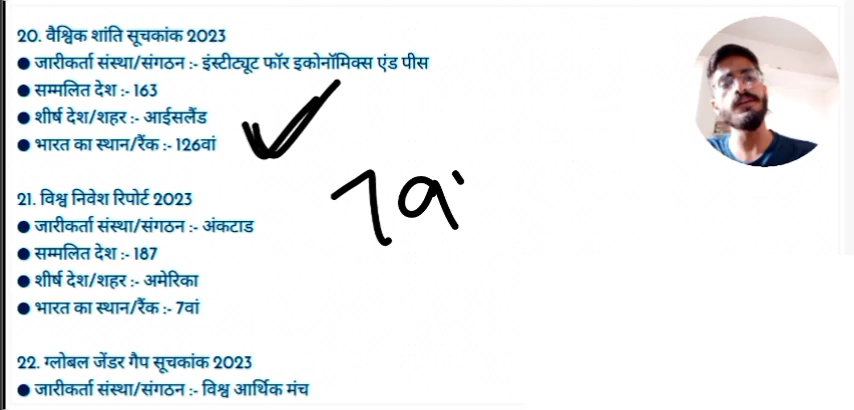 20. वैश्विक शांति सूचकांक 2023
● जारीकर्ता संस्था/संगठन :- इंस्टीट्यूट फॉर इकोनॉमिक्स एंड पीस
● सम्मलित देश :- 163
● शीर्ष देश/शहर :- आईसलैंड
● भारत का स्थान/रैंक :- 126वां
21. विश्व निवेश रिपोर्ट 2023
● जारीकर्ता संस्था/संगठन :- अंकटाड
● सम्मलित देश :- 187
● शीर्ष देश/शहर :- अमेरिका
● भारत का स्थान/रैंक :- 7वां
22. ग्लोबल जेंडर गैप सूचकांक 2023
● जारीकर्ता संस्था/संगठन :- विश्व आर्थिक मंच